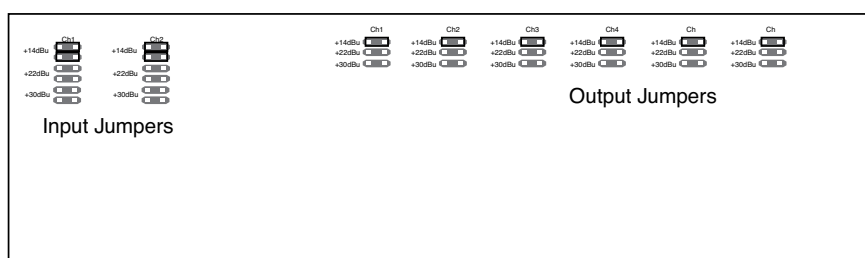 Ch1 Ch2 Ch3 Ch4 Ch Ch
+14dBu +14dBu +14dBu +14dBu +14dBu +14dBu
+22dBu +22dBu +22dBu +22dBu +22dBu +22dBu
+30dBu +30dBu +30dBu +30dBu +30dBu +30dBu
Ch1 Ch2
+14dBu +14dBu
+22dBu +22dBu
+30dBu +30dBu
Output Jumpers
Input Jumpers